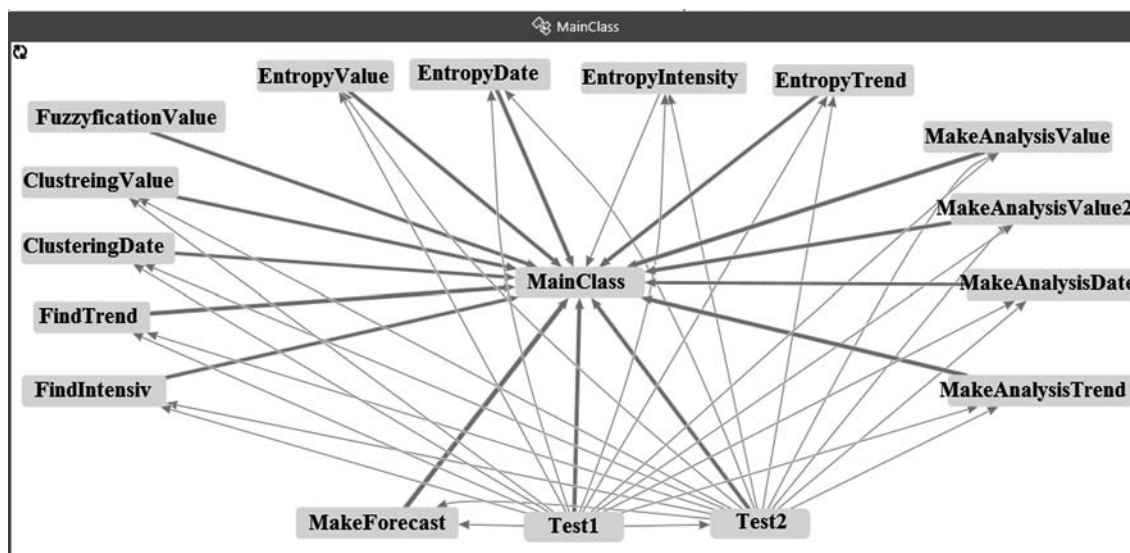 MainClass
EntropyValue
EntropyDate
EntropyIntensity
EntropyTrend
FuzzyficationValue
MakeAnalysisValue
ClustreingValue
MakeAnalysisValue2
ClusteringDate
MainClass
MakeAnalysisDate
FindTrend
FindIntensiv
MakeAnalysisTrend
MakeForecast
Test1
Test2